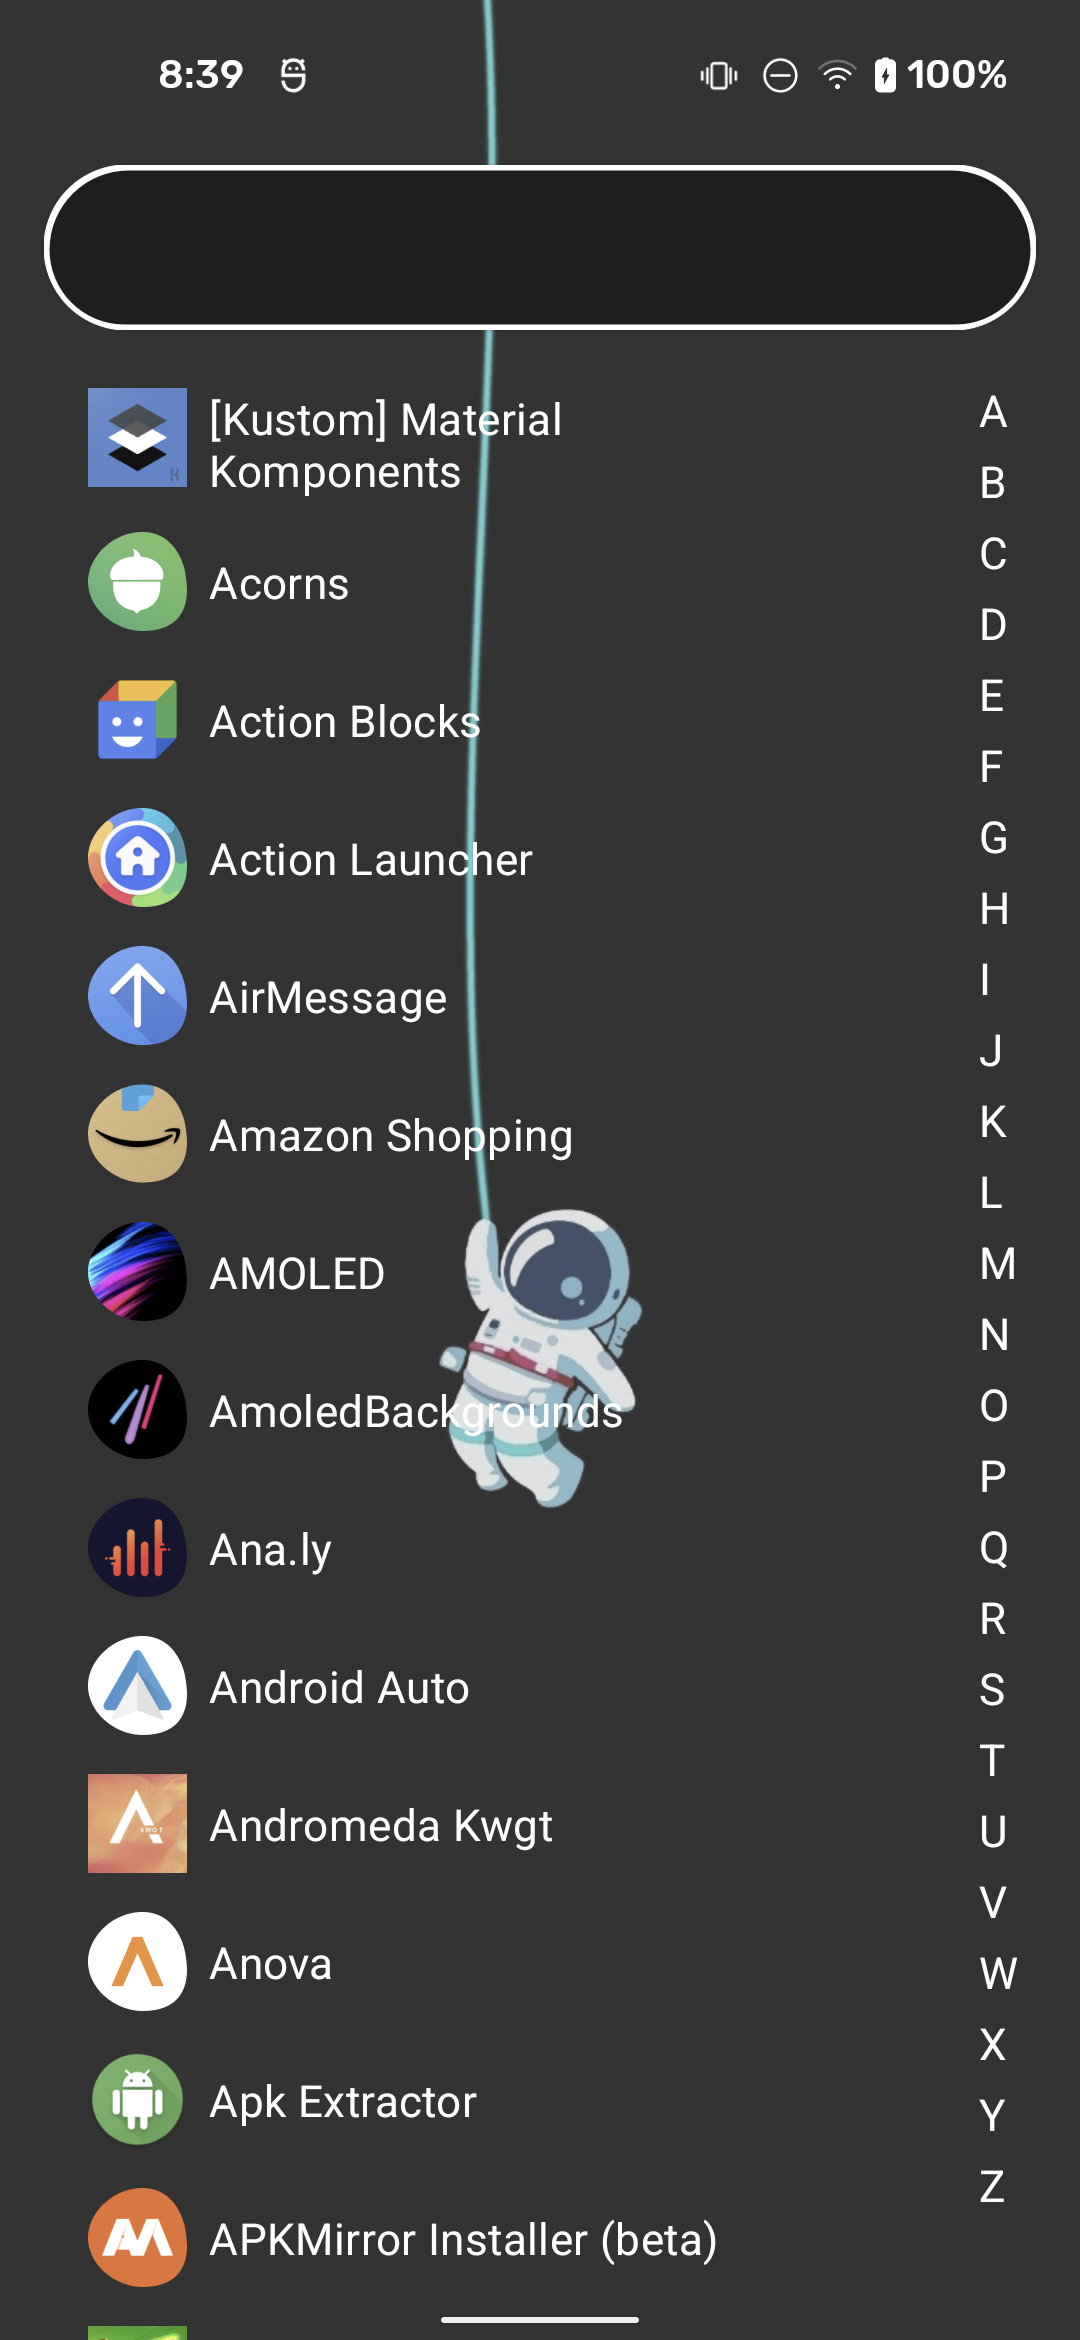 8:39
100%
[Kustom] Material
Komponents
Acorns
Action Blocks
Action Launcher
AirMessage
Amazon Shopping
AMOLED
AmoledBackgrounds
Ana.ly
Android Auto
KWGT
Andromeda Kwgt
Anova
Apk Extractor
APKMirror Installer (beta)
A
B
C
D
E
F
G
H
I
J
K
L
M
N
O
P
Q
R
S
T
U
V
W
X
Y
Z